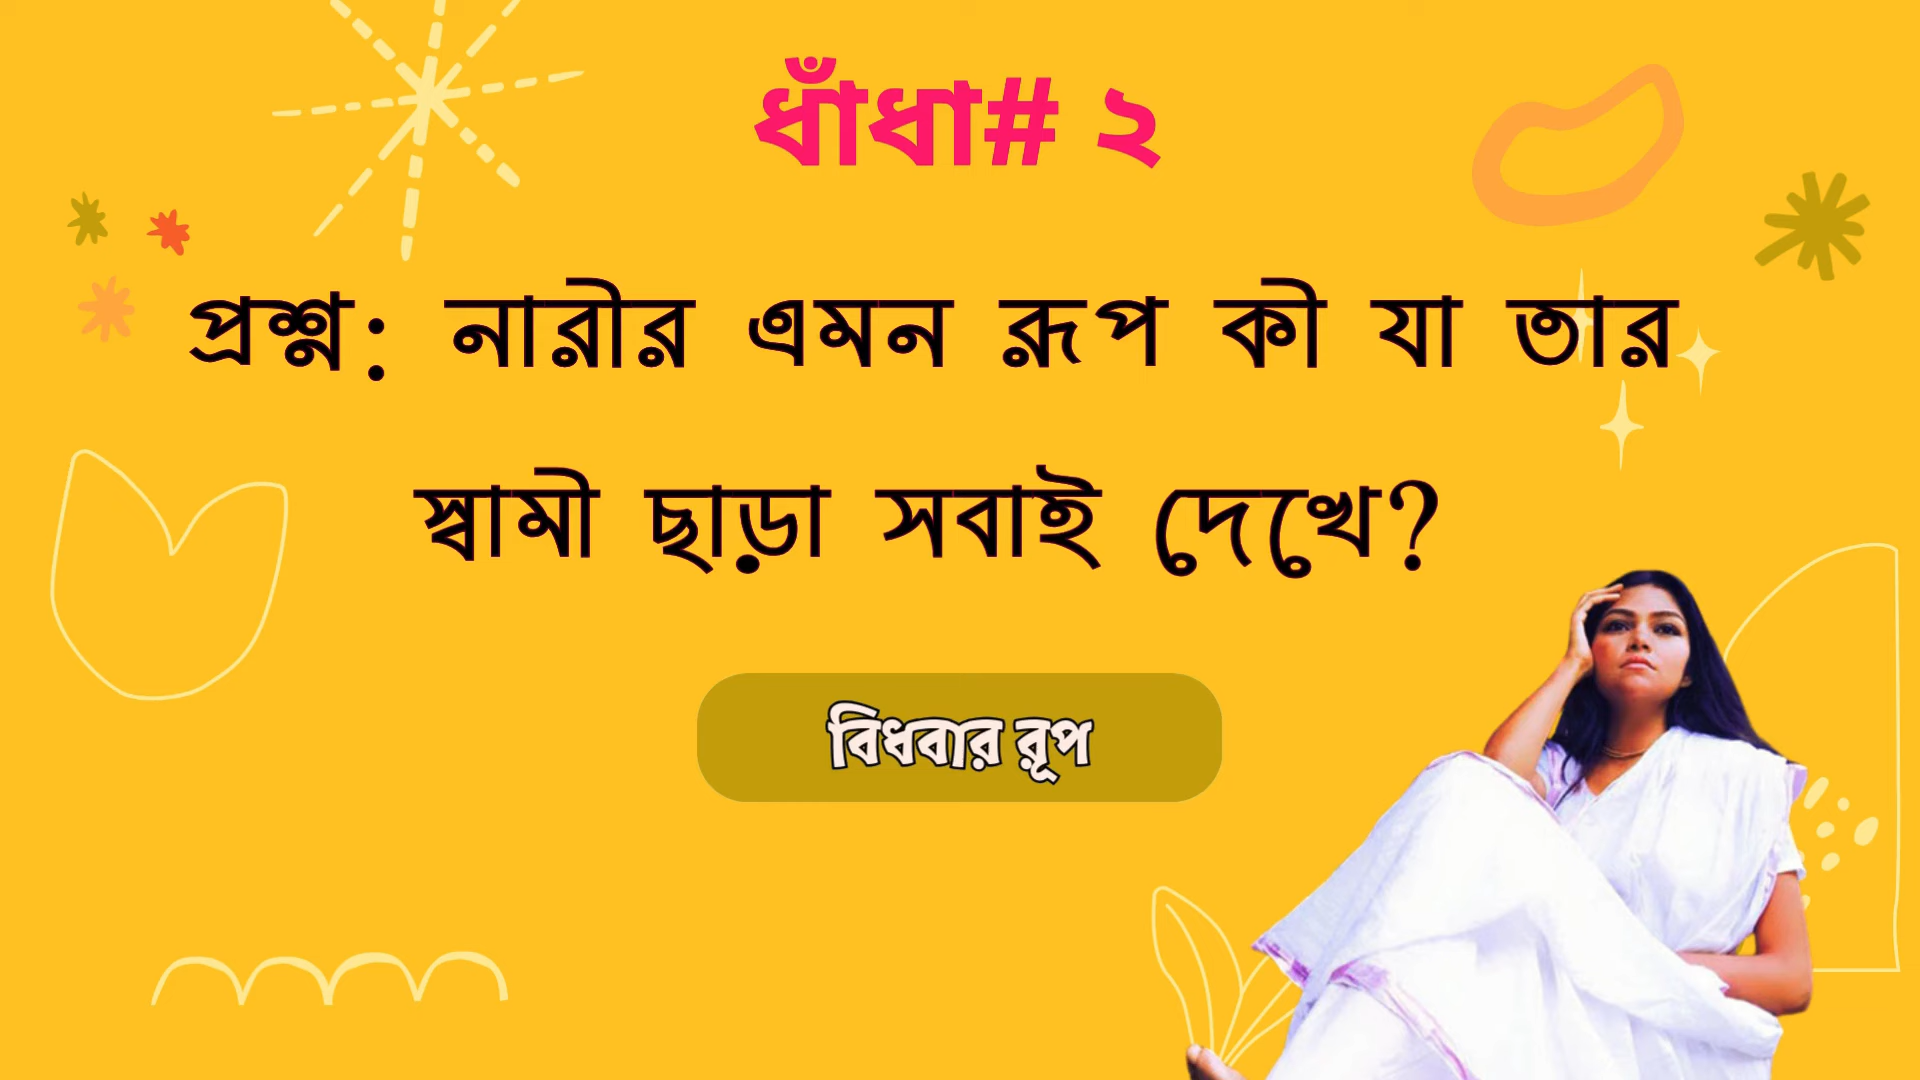 ধাঁধা# ২
প্রশ্ন: নারীর এমন রূপ কী যা তার
স্বামী ছাড়া সবাই দেখে?
বিধবার রূপ